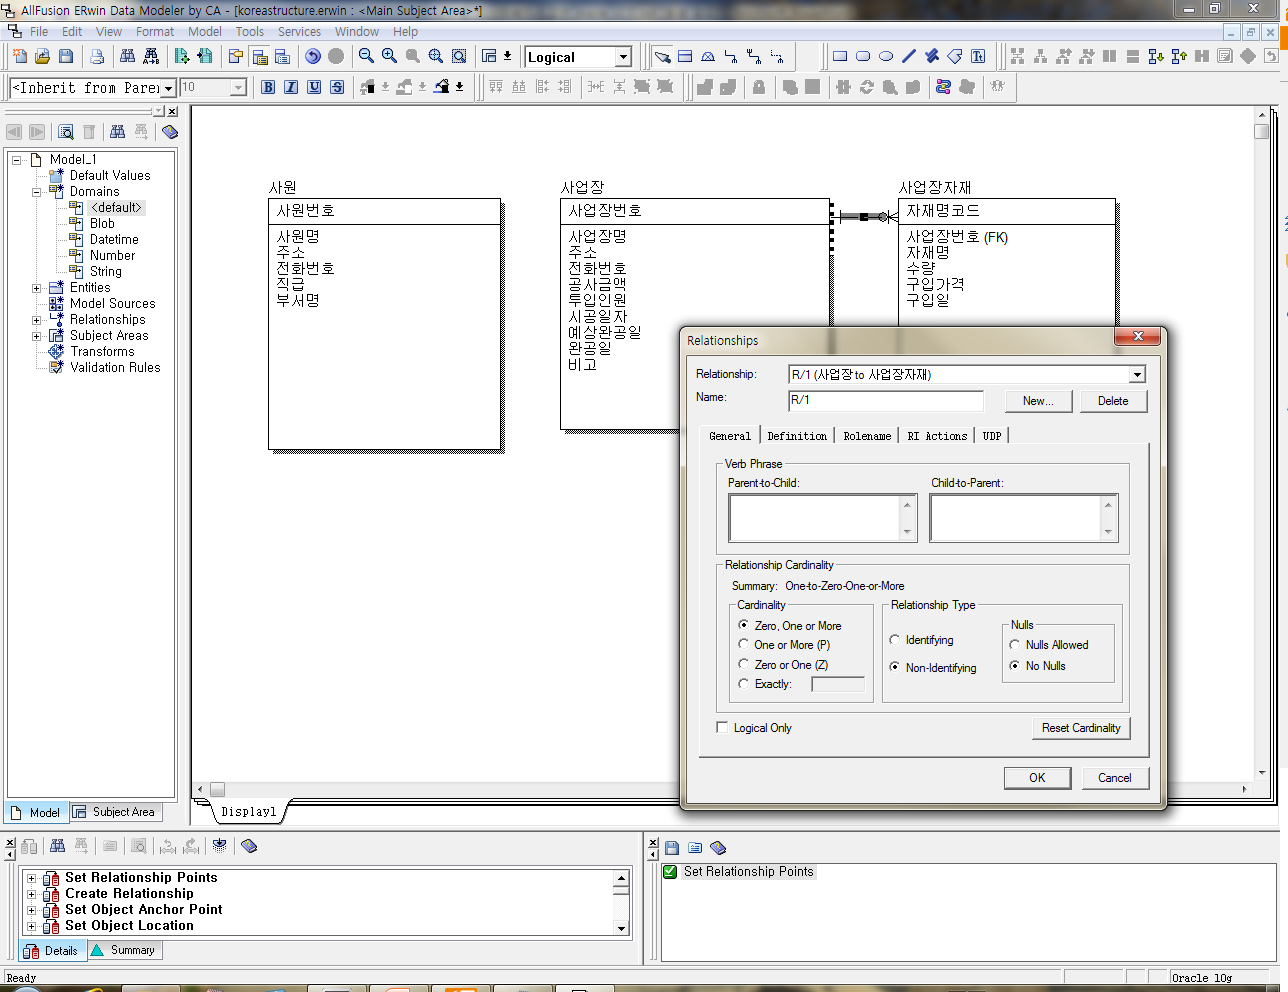 AllFusion ERwin Data Modeler by CA - [koreastructure.erwin : <Main Subject Area>*]
File Edit View Format Model Tools Services Window Help
Logical
<Inherit from Parer
10
B I U S
Model_1
Default Values
Domains
<default>
Blob
Datetime
Number
String
Entities
Model Sources
Relationships
Subject Areas
Transforms
Validation Rules
Model
Subject Area
사원
사원번호
사원명
주소
전화번호
직급
부서명
사업장
사업장번호
사업장명
주소
전화번호
공사금액
투입인원
시공일자
예상완공일
완공일
비고
사업장자재
자재명코드
사업장번호 (FK)
자재명
수량
구입가격
구입일
Display1
Relationships
Relationship: R/1 (사업장 to 사업장자재)
Name: R/1
New... Delete
General Definition Rolename RI Actions UDP
Verb Phrase
Parent-to-Child: Child-to-Parent:
Relationship Cardinality
Summary: One-to-Zero-One-or-More
Cardinality
Zero, One or More
One or More (P)
Zero or One (Z)
Exactly:
Relationship Type
Identifying
Non-Identifying
Nulls
Nulls Allowed
No Nulls
Logical Only
Reset Cardinality
OK Cancel
Set Relationship Points
Create Relationship
Set Object Anchor Point
Set Object Location
Details
Summary
Set Relationship Points
Ready
Oracle 10g